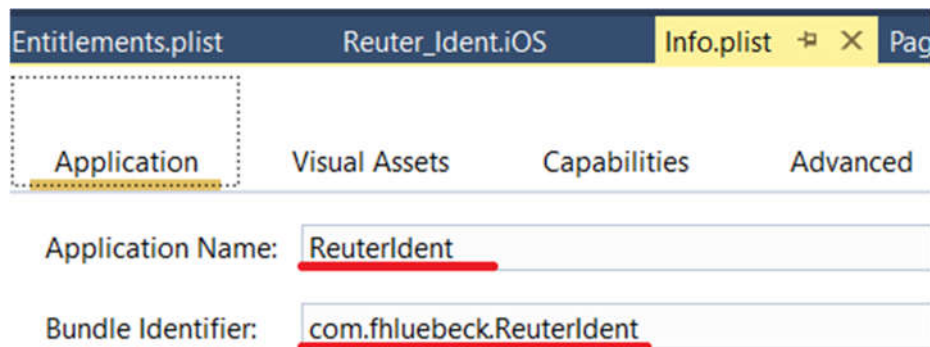 Entitlements.plist Reuter_Ident.iOS Info.plist Pag
Application Visual Assets Capabilities Advanced
Application Name: ReuterIdent
Bundle Identifier: com.fhluebeck.ReuterIdent